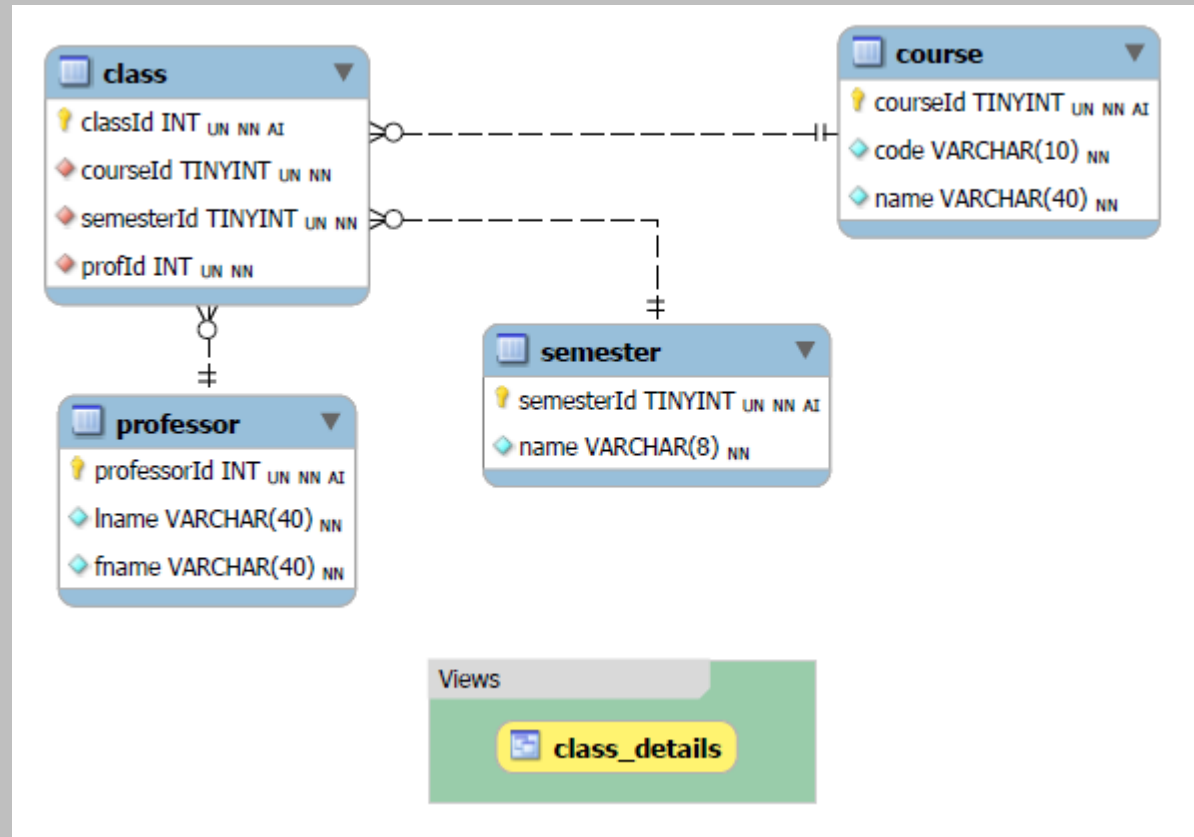 class
classId INT UN NN AI
courseId TINYINT UN NN
semesterId TINYINT UN NN
profId INT UN NN
course
courseId TINYINT UN NN AI
code VARCHAR(10) NN
name VARCHAR(40) NN
semester
semesterId TINYINT UN NN AI
name VARCHAR(8) NN
professor
professorId INT UN NN AI
lname VARCHAR(40) NN
fname VARCHAR(40) NN
Views
class_details